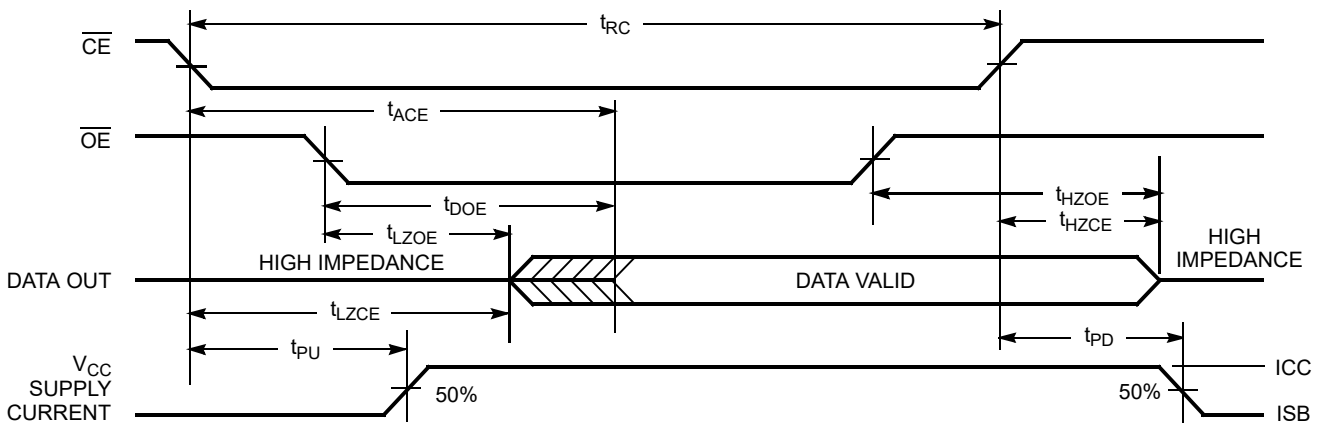 tRC
CE
tACE
OE
tHZOE
tDOE
tHZCE
tLZOE
HIGH
IMPEDANCE
HIGH IMPEDANCE
DATA OUT
DATA VALID
tLZCE
tPU
tPD
VCC
SUPPLY
CURRENT
50%
50%
ICC
ISB